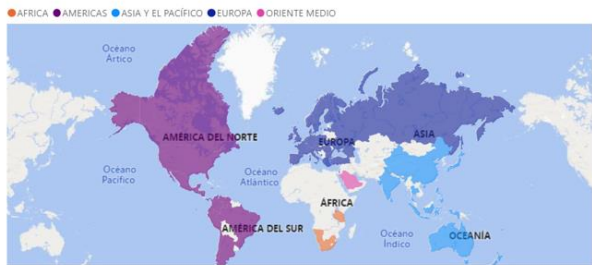 AFRICA AMERICAS ASIA Y EL PACÍFICO EUROPA ORIENTE MEDIO
Océano
Ártico
AMÉRICA DEL NORTE
EUROPA
ASIA
Océano
Pacífico
Océano
Atlántico
ÁFRICA
AMÉRICA DEL SUR
Océano
Índico
OCEANÍA